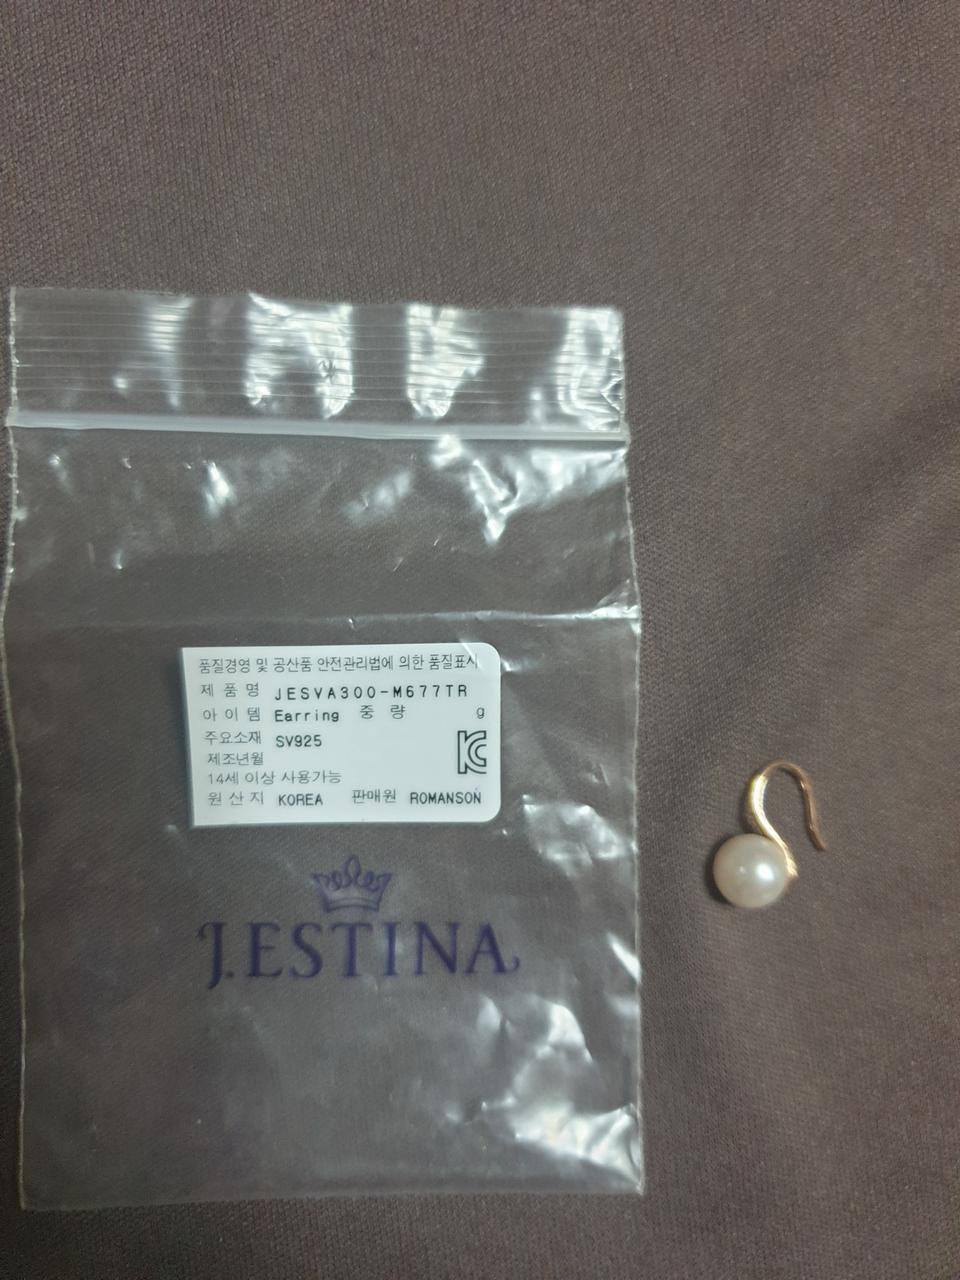 품질경영 및 공산품 안전관리법에 의한 품질표시
제 품 명 JESVA300-M677TR
아 이 템 Earring 중 량 g
주요소재 SV925
제조년월
14세 이상 사용가능
원 산 지 KOREA 판매원 ROMANSON
J.ESTINA